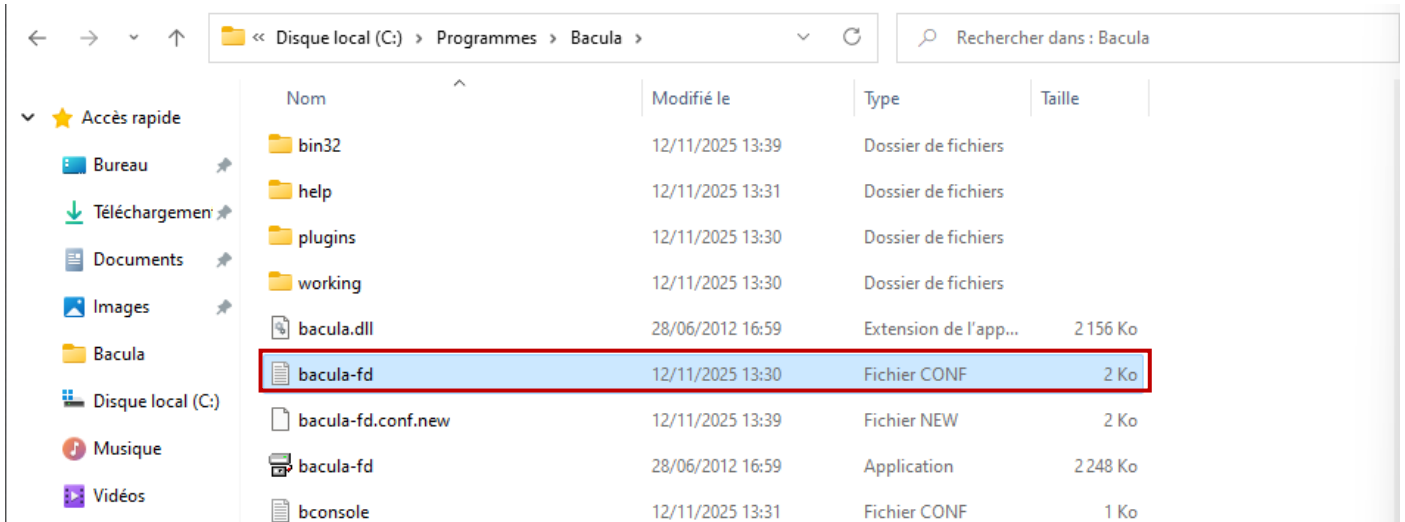 « Disque local (C:) > Programmes > Bacula >
Rechercher dans : Bacula
Accès rapide
Bureau
Téléchargemen
Documents
Images
Bacula
Disque local (C:)
Musique
Vidéos
Nom Modifié le Type Taille
bin32 12/11/2025 13:39 Dossier de fichiers
help 12/11/2025 13:31 Dossier de fichiers
plugins 12/11/2025 13:30 Dossier de fichiers
working 12/11/2025 13:30 Dossier de fichiers
bacula.dll 28/06/2012 16:59 Extension de l'app... 2 156 Ko
bacula-fd 12/11/2025 13:30 Fichier CONF 2 Ko
bacula-fd.conf.new 12/11/2025 13:39 Fichier NEW 2 Ko
bacula-fd 28/06/2012 16:59 Application 2 248 Ko
bconsole 12/11/2025 13:31 Fichier CONF 1 Ko